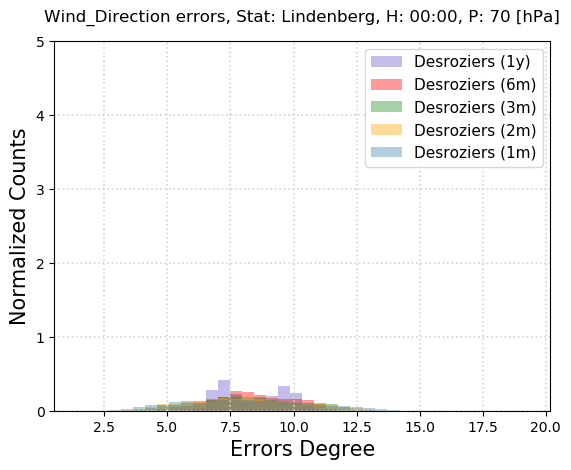 Wind_Direction errors, Stat: Lindenberg, H: 00:00, P: 70 [hPa]
Normalized Counts
5
4
3
2
1
0
Desroziers (1y)
Desroziers (6m)
Desroziers (3m)
Desroziers (2m)
Desroziers (1m)
2.5 5.0 7.5 10.0 12.5 15.0 17.5 20.0
Errors Degree